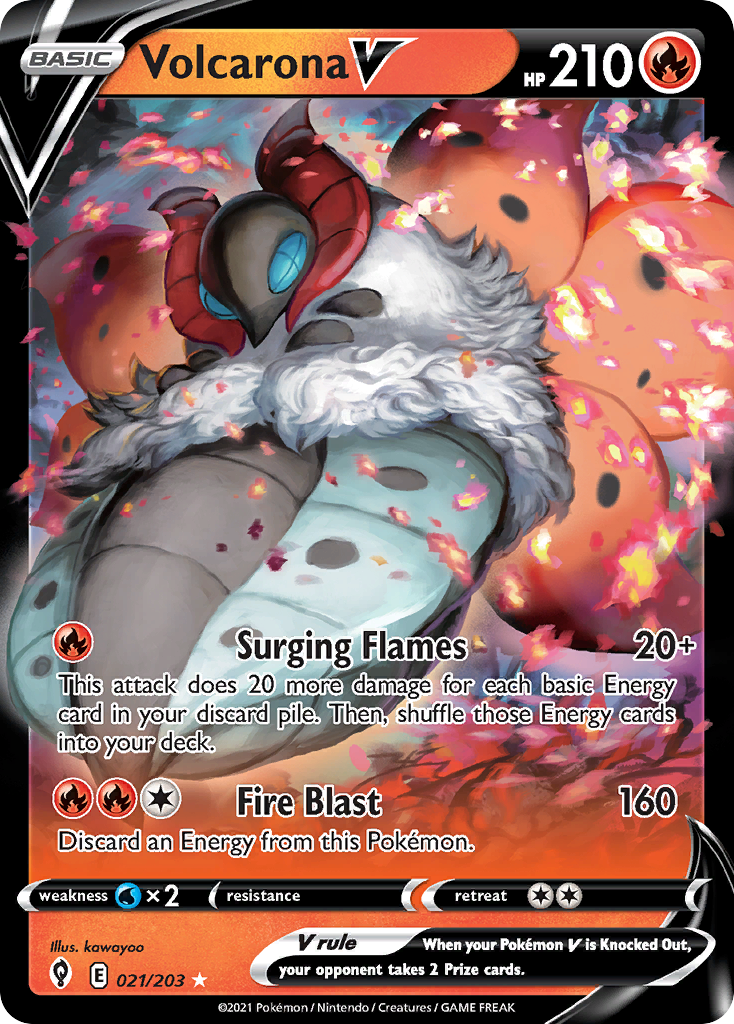 BASIC Volcarona V HP 210
Surging Flames 20+
This attack does 20 more damage for each basic Energy
card in your discard pile. Then, shuffle those Energy cards
into your deck.
Fire Blast 160
Discard an Energy from this Pokémon.
weakness ×2 resistance retreat
Illus. kawayoo
V rule When your Pokémon V is Knocked Out,
your opponent takes 2 Prize cards.
E 021/203 ★
©2021 Pokémon / Nintendo / Creatures / GAME FREAK